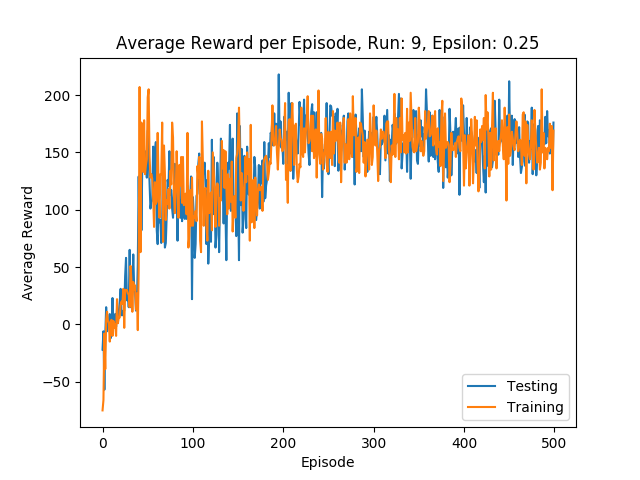 Average Reward per Episode, Run: 9, Epsilon: 0.25
Average Reward
200
150
100
50
0
−50
0 100 200 300 400 500
Episode
Testing
Training